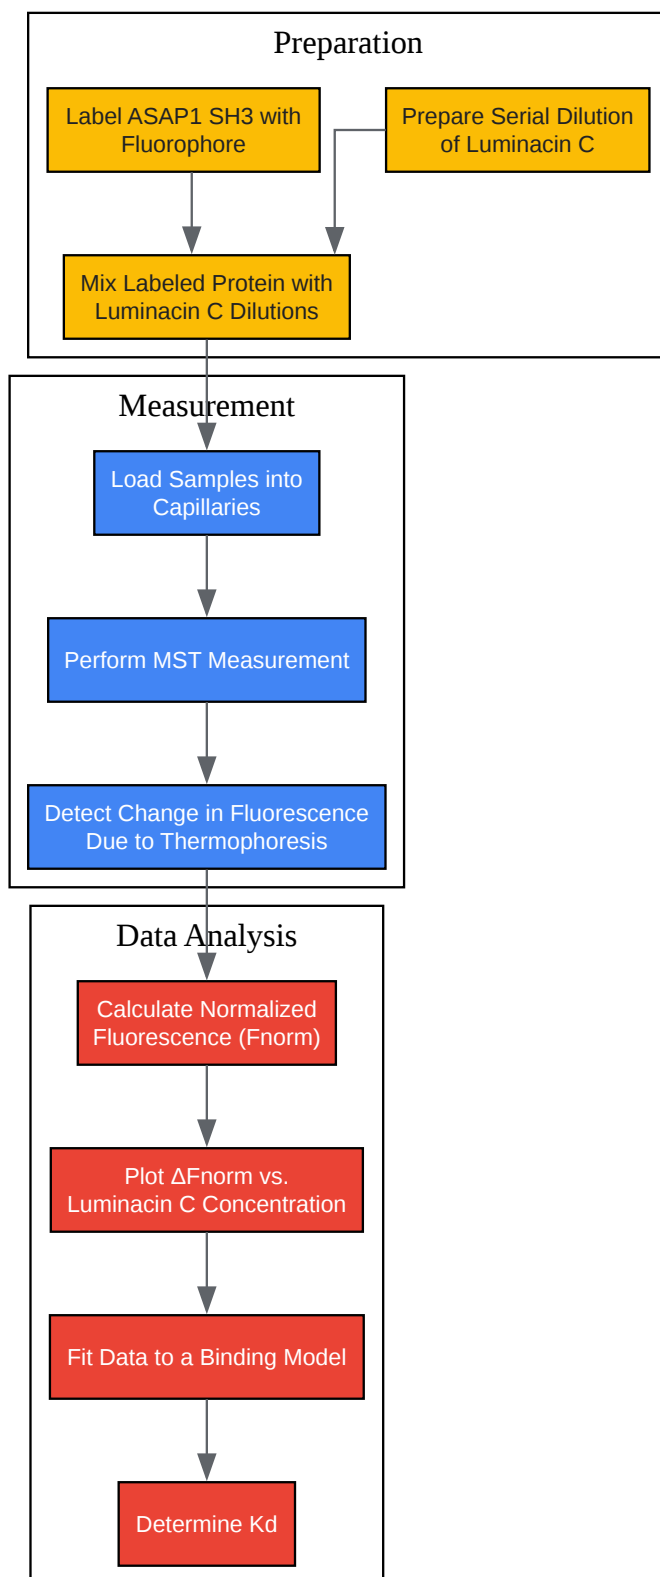 Preparation
Label ASAP1 SH3 with
Fluorophore
Prepare Serial Dilution
of Luminacin C
Mix Labeled Protein with
Luminacin C Dilutions
Measurement
Load Samples into
Capillaries
Perform MST Measurement
Detect Change in Fluorescence
Due to Thermophoresis
Data Analysis
Calculate Normalized
Fluorescence (Fnorm)
Plot ΔFnorm vs.
Luminacin C Concentration
Fit Data to a Binding Model
Determine Kd